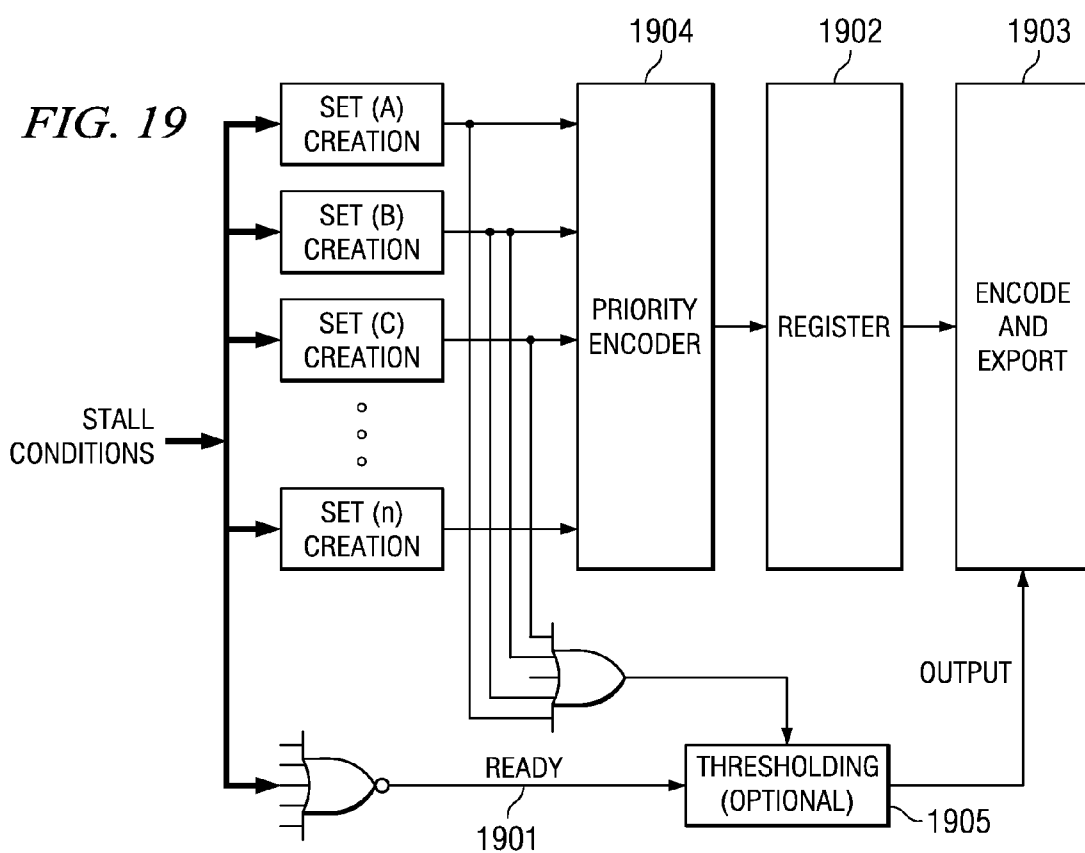 FIG. 19
1904
1902
1903
SET (A)
CREATION
SET (B)
CREATION
SET (C)
CREATION
SET (n)
CREATION
STALL
CONDITIONS
PRIORITY
ENCODER
REGISTER
ENCODE
AND
EXPORT
OUTPUT
READY
1901
THRESHOLDING
(OPTIONAL)
1905